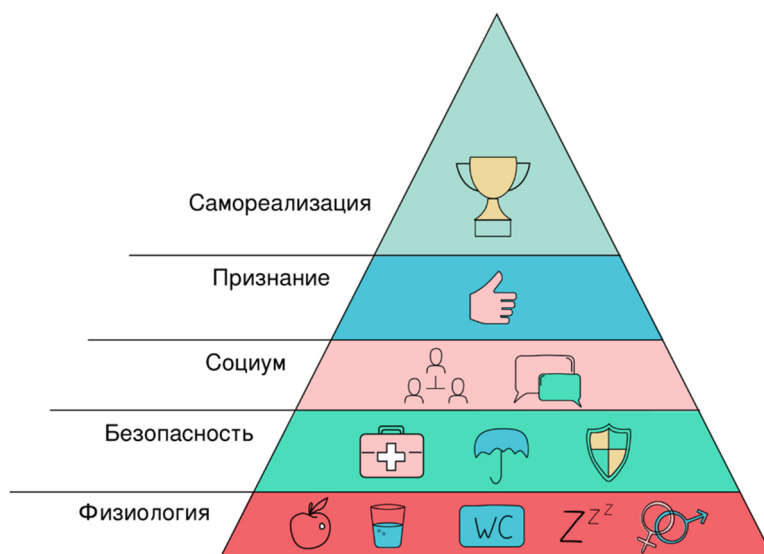 Самореализация
Признание
Социум
Безопасность
Физиология
WC
Z Z Z